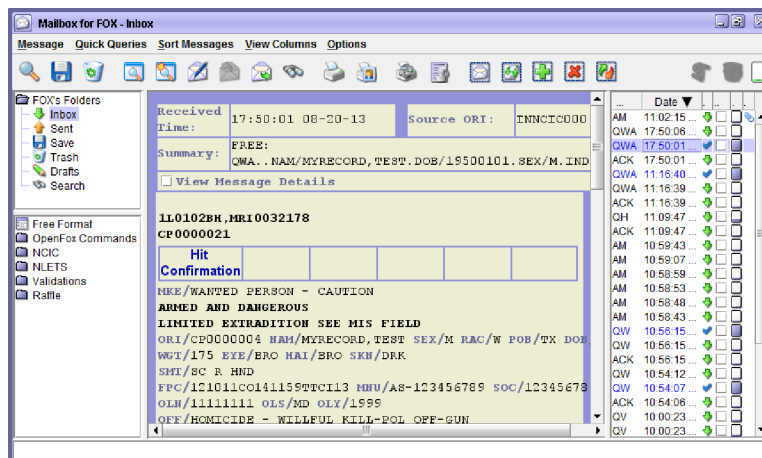 Mailbox for FOX - Inbox
Message Quick Queries Sort Messages View Columns Options
FOX's Folders
Inbox
Sent
Save
Trash
Drafts
Search
Free Format
OpenFox Commands
NCIC
NLETS
Validations
Raffle
Received Time: 17:50:01 08-20-13 Source ORI: INNCIC000
Summary: FREE:
QWA..NAM/MYRECORD,TEST.DOB/19500101.SEX/M.IND
View Message Details
1L0102BH,MRI0032178
CP0000021
Hit
Confirmation
MKE/WANTED PERSON - CAUTION
ARMED AND DANGEROUS
LIMITED EXTRADITION SEE MIS FIELD
ORI/CP0000004 NAM/MYRECORD,TEST SEX/M RAC/W POB/TX DOB
WGT/175 EYE/BRO HAI/BRO SKN/DRK
SMT/SC R HND
FPC/121011CO141159TTCI13 MNU/AS-123456789 SOC/12345678
OLN/11111111 OLS/MD OLY/1999
OFF/HOMICIDE - WILLFUL KILL-POL OFF-GUN
... Date . . . .
AM 11:02:15 ...
QWA 17:50:06 ...
QWA 17:50:01 ...
ACK 17:50:01 ...
QWA 11:16:40 ...
QWA 11:16:39 ...
ACK 11:16:39 ...
QH 11:09:47 ...
ACK 11:09:47 ...
AM 10:59:43 ...
AM 10:59:07 ...
AM 10:58:59 ...
AM 10:58:53 ...
AM 10:58:48 ...
AM 10:58:43 ...
QW 10:56:15 ...
QW 10:56:15 ...
ACK 10:56:15 ...
QW 10:54:12 ...
QW 10:54:07 ...
ACK 10:54:06 ...
QV 10:00:23 ...
QV 10:00:23 ...